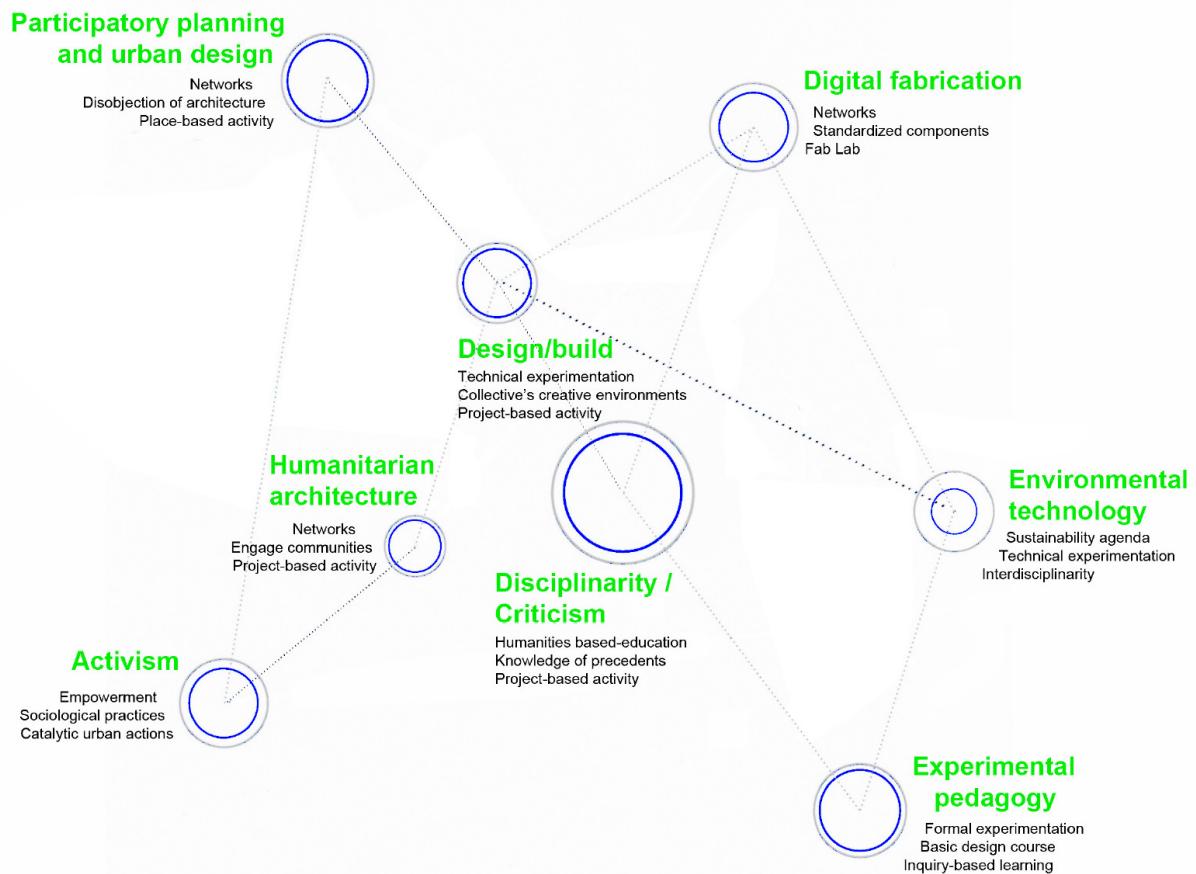 Participatory planning
and urban design
Networks
Disobjection of architecture
Place-based activity
Digital fabrication
Networks
Standardized components
Fab Lab
Design/build
Technical experimentation
Collective's creative environments
Project-based activity
Humanitarian
architecture
Networks
Engage communities
Project-based activity
Environmental
technology
Sustainability agenda
Technical experimentation
Interdisciplinarity
Disciplinarity /
Criticism
Humanities based-education
Knowledge of precedents
Project-based activity
Activism
Empowerment
Sociological practices
Catalytic urban actions
Experimental
pedagogy
Formal experimentation
Basic design course
Inquiry-based learning